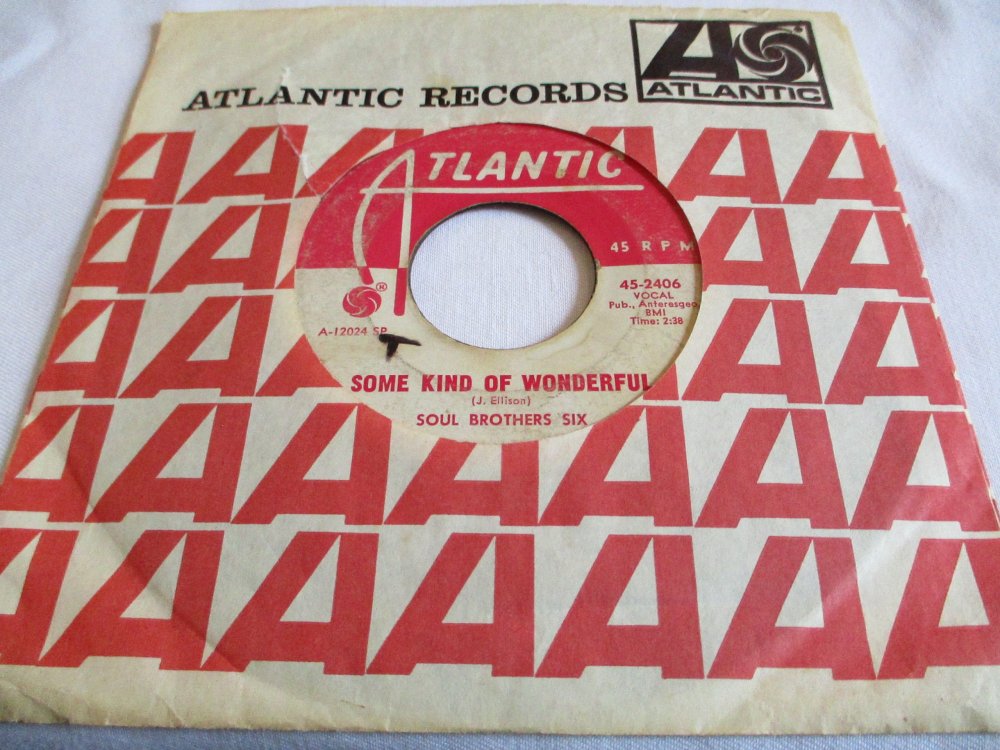 ATLANTIC RECORDS
ATLANTIC
ATLANTIC
45 RPM
45-2406
VOCAL
Pub., Anteresgeo
BMI
Time: 2:38
A-12024 SP
T
SOME KIND OF WONDERFUL
(J. Ellison)
SOUL BROTHERS SIX